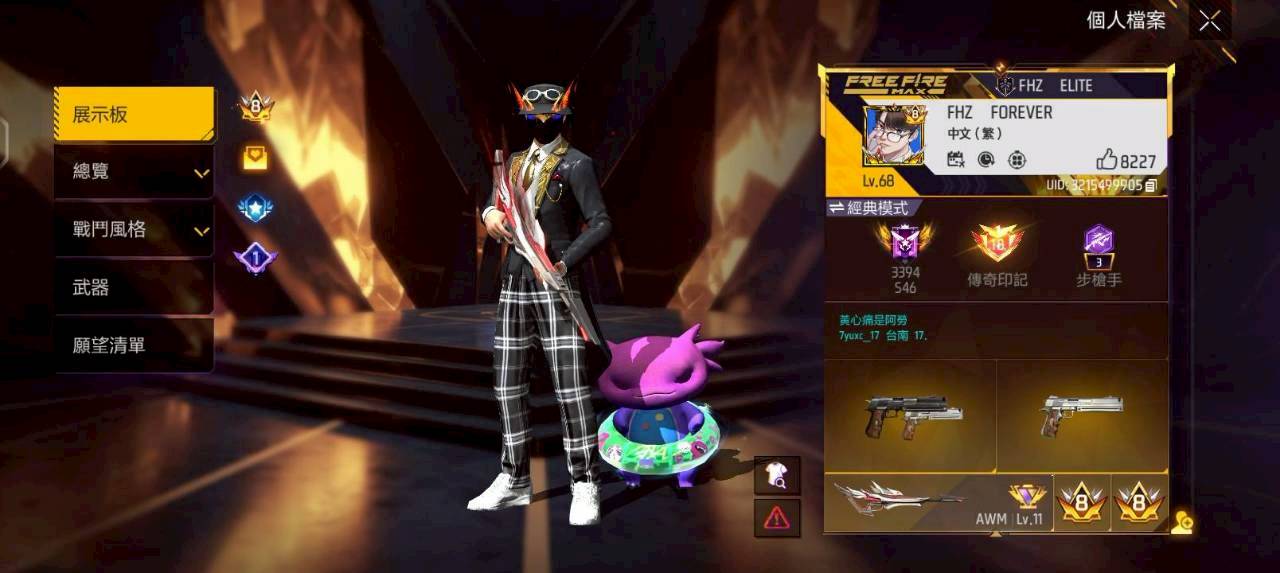 個人檔案
展示板
總覽
戰鬥風格
武器
願望清單
8
1
FREE FIRE
MAX
FHZ ELITE
FHZ FOREVER
中文 (繁)
8
8227
Lv.68
UID: 3215499905
經典模式
3394
546
18
傳奇印記
3
步槍手
黃心痛是阿勞
7yuxc_17 台南 17.
AWM Lv.11
8
8